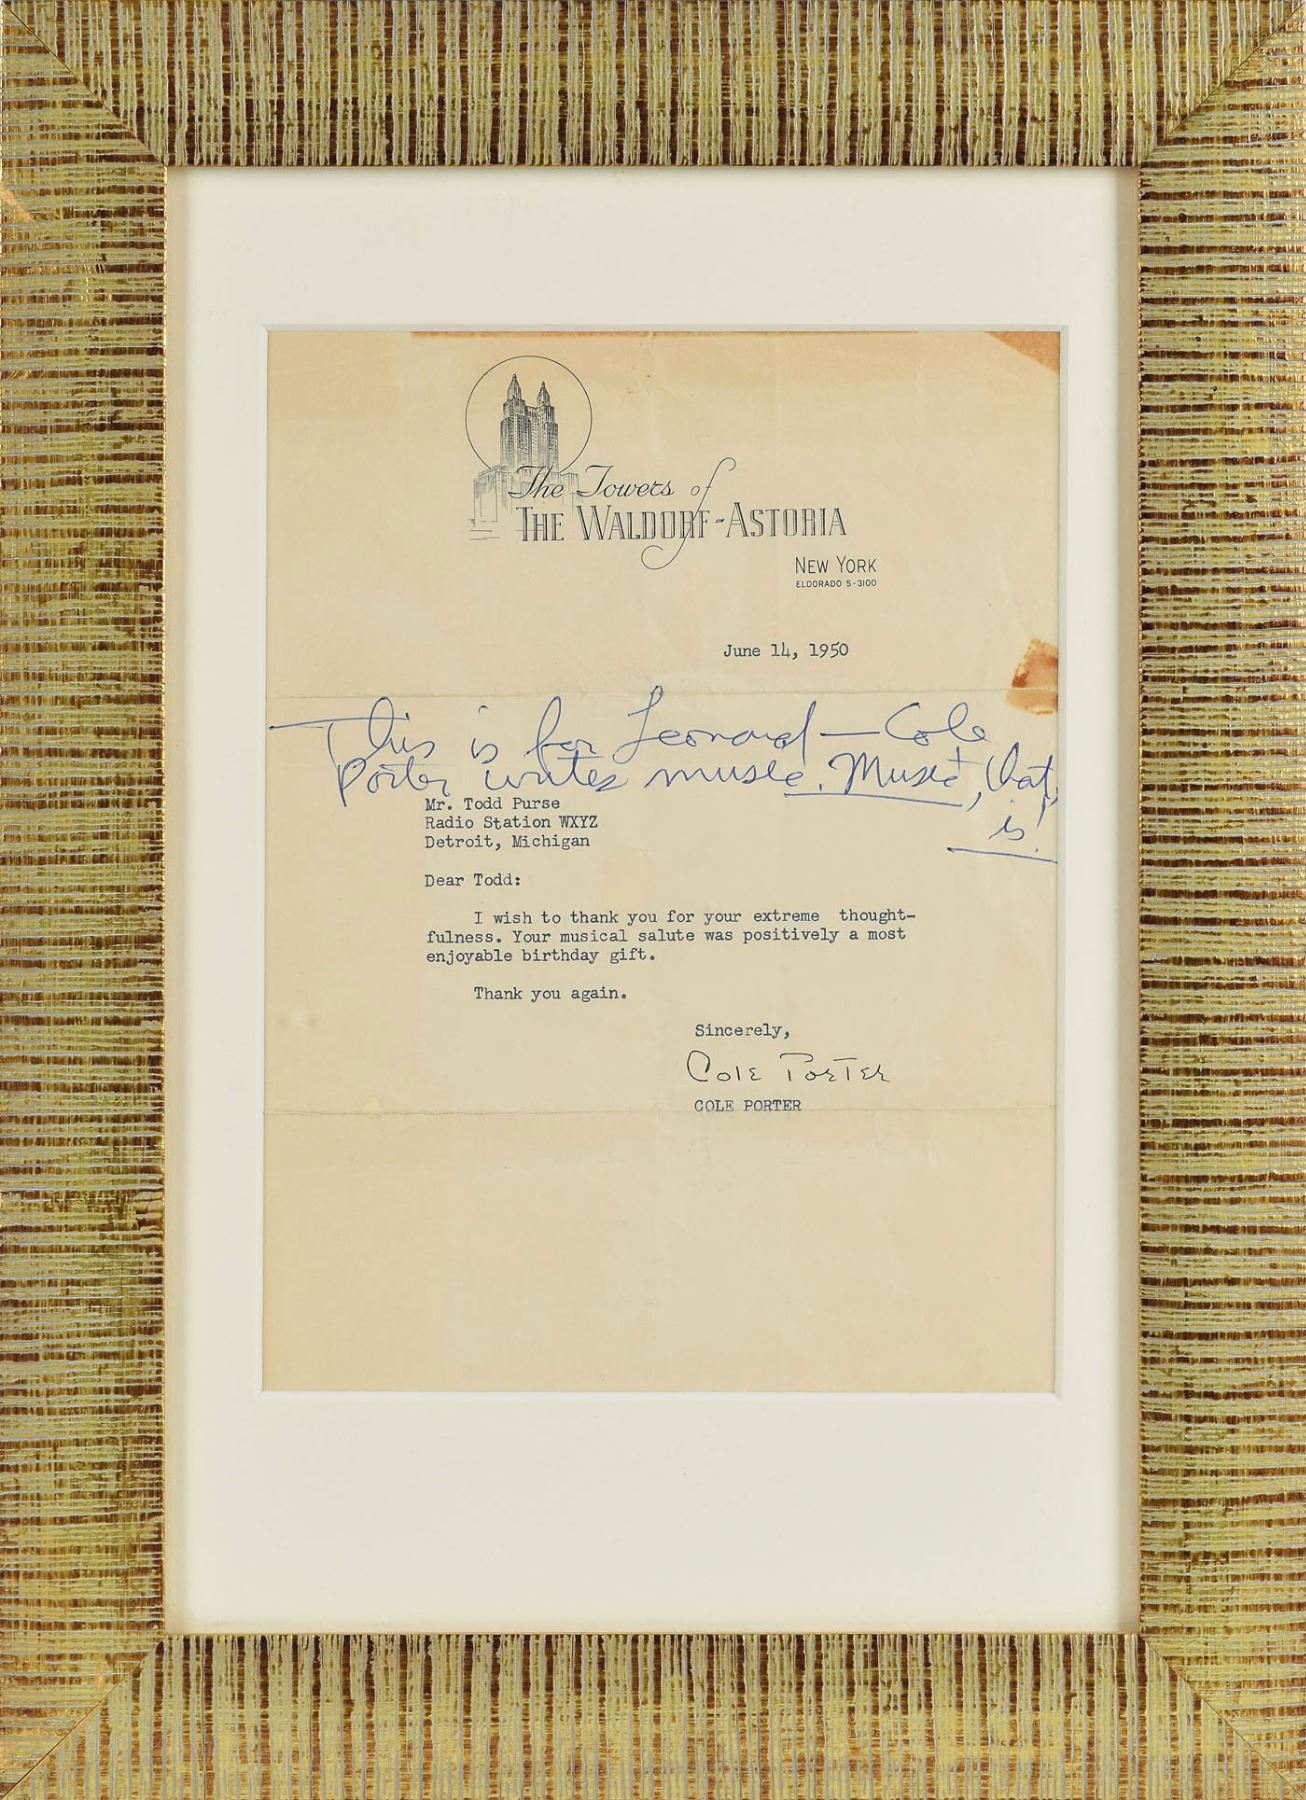 The Towers of
THE WALDORF-ASTORIA
NEW YORK
ELDORADO 5-3100
June 14, 1950
This is for Leonard — Cole
Porter writes music. Music, that
is!
Mr. Todd Purse
Radio Station WXYZ
Detroit, Michigan
Dear Todd:
I wish to thank you for your extreme thought-
fulness. Your musical salute was positively a most
enjoyable birthday gift.
Thank you again.
Sincerely,
Cole Porter
COLE PORTER